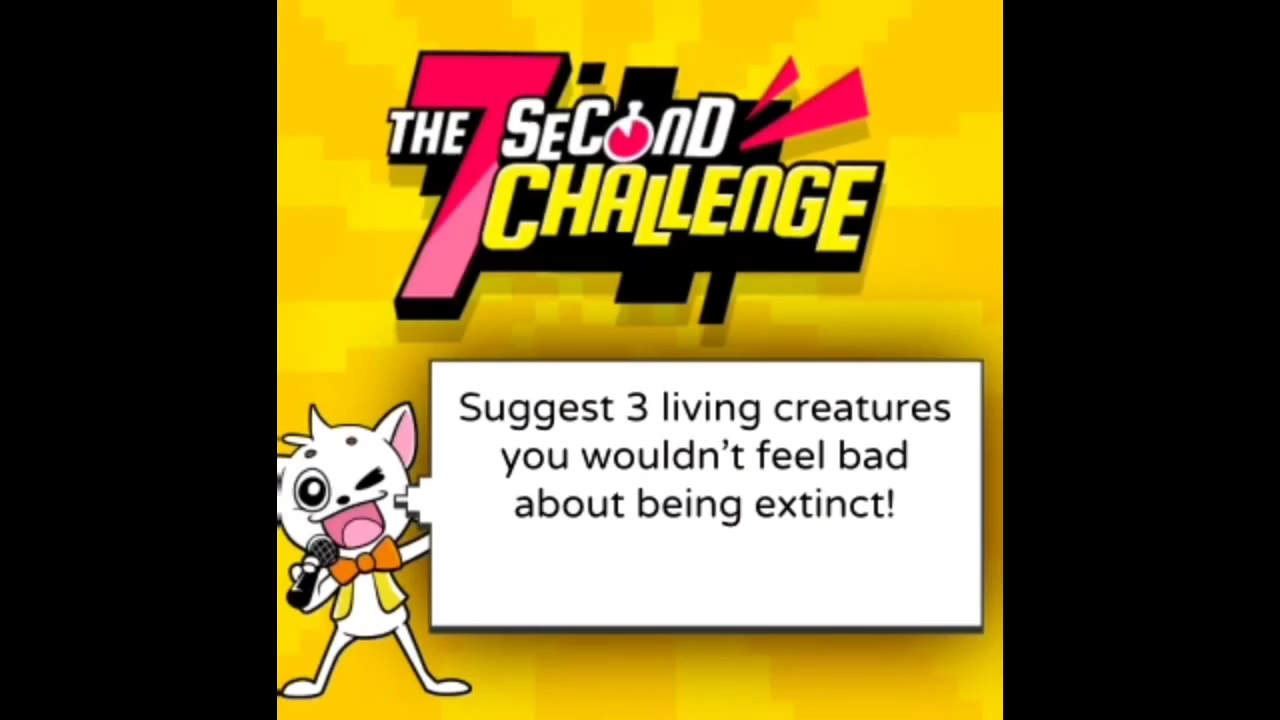 THE 7 SECOND
CHALLENGE
Suggest 3 living creatures
you wouldn't feel bad
about being extinct!